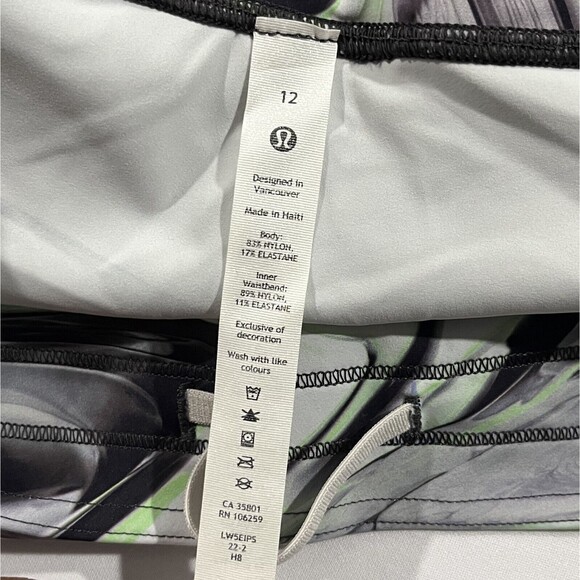 12
Designed in
Vancouver
Made in Haiti
Body:
83% NYLON,
17% ELASTANE
Inner
Waistband:
89% NYLON,
11% ELASTANE
Exclusive of
decoration
Wash with like
colours
CA 35801
RN 106259
LW5EIPS
22-2
H8